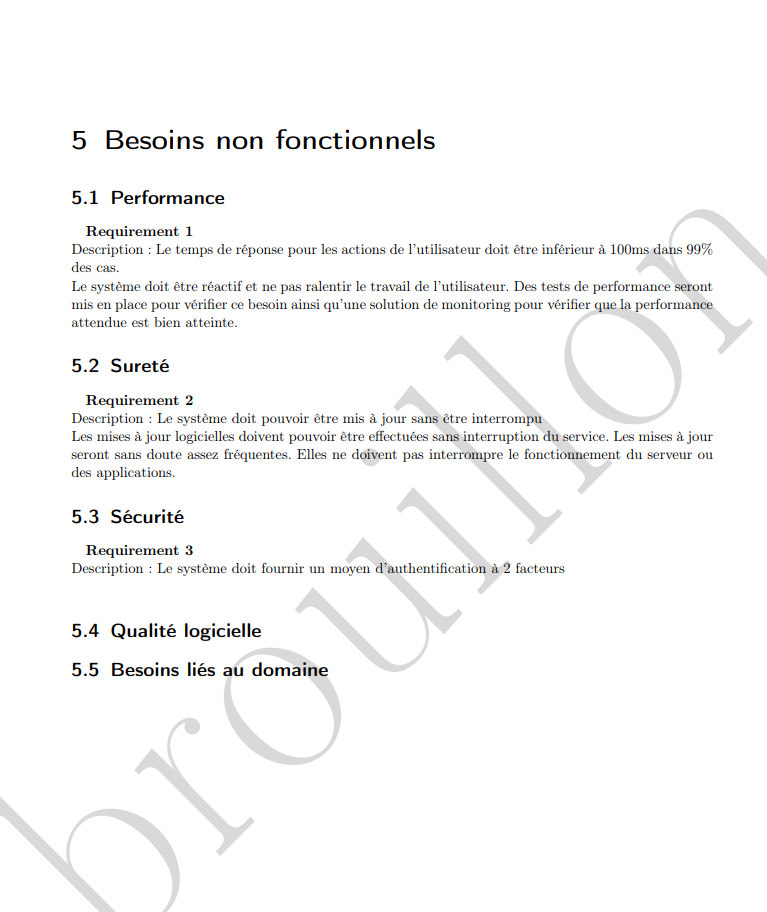 5 Besoins non fonctionnels
5.1 Performance
Requirement 1
Description : Le temps de réponse pour les actions de l'utilisateur doit être inférieur à 100ms dans 99%
des cas.
Le système doit être réactif et ne pas ralentir le travail de l'utilisateur. Des tests de performance seront
mis en place pour vérifier ce besoin ainsi qu'une solution de monitoring pour vérifier que la performance
attendue est bien atteinte.
5.2 Sureté
Requirement 2
Description : Le système doit pouvoir être mis à jour sans être interrompu
Les mises à jour logicielles doivent pouvoir être effectuées sans interruption du service. Les mises à jour
seront sans doute assez fréquentes. Elles ne doivent pas interrompre le fonctionnement du serveur ou
des applications.
5.3 Sécurité
Requirement 3
Description : Le système doit fournir un moyen d'authentification à 2 facteurs
5.4 Qualité logicielle
5.5 Besoins liés au domaine
brouillon